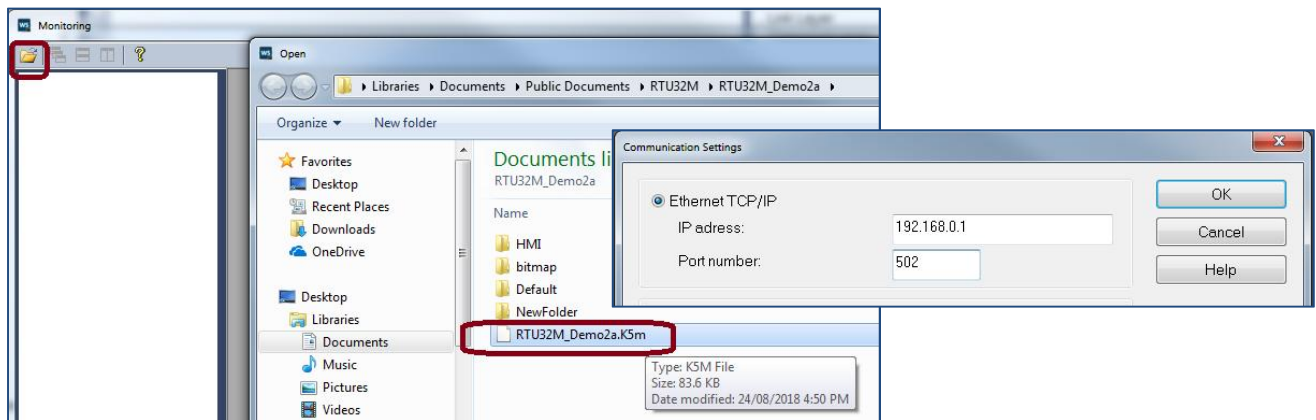 Monitoring
Link Layer
Open
Libraries Documents Public Documents RTU32M RTU32M_Demo2a
Organize New folder
Favorites
Desktop
Recent Places
Downloads
OneDrive
Desktop
Libraries
Documents
Music
Pictures
Videos
Documents li
RTU32M_Demo2a
Name
HMI
bitmap
Default
NewFolder
RTU32M_Demo2a.K5m
Type: K5M File
Size: 83.6 KB
Date modified: 24/08/2018 4:50 PM
Communication Settings
Ethernet TCP/IP
IP adress: 192.168.0.1
Port number: 502
OK
Cancel
Help